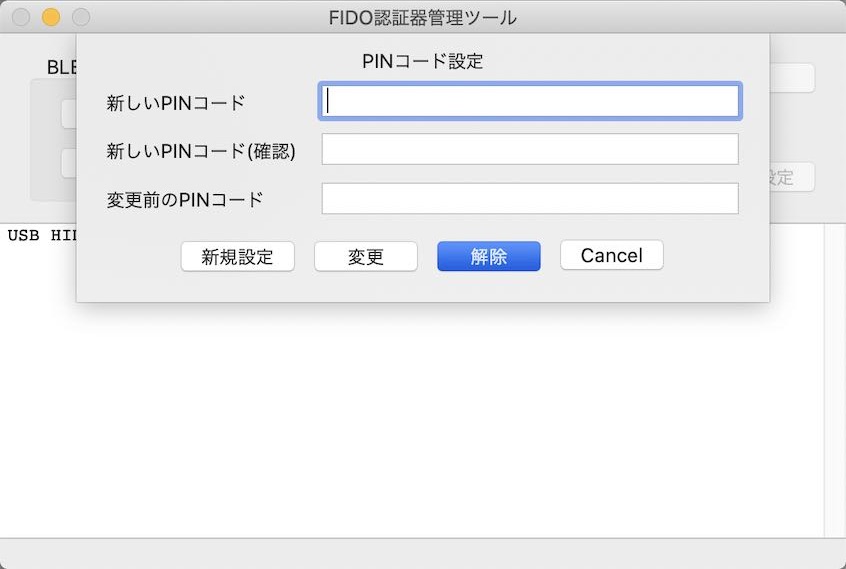 FIDO認証器管理ツール
PINコード設定
新しいPINコード
新しいPINコード(確認)
変更前のPINコード
新規設定
変更
解除
Cancel
BLE
設定
USB HI